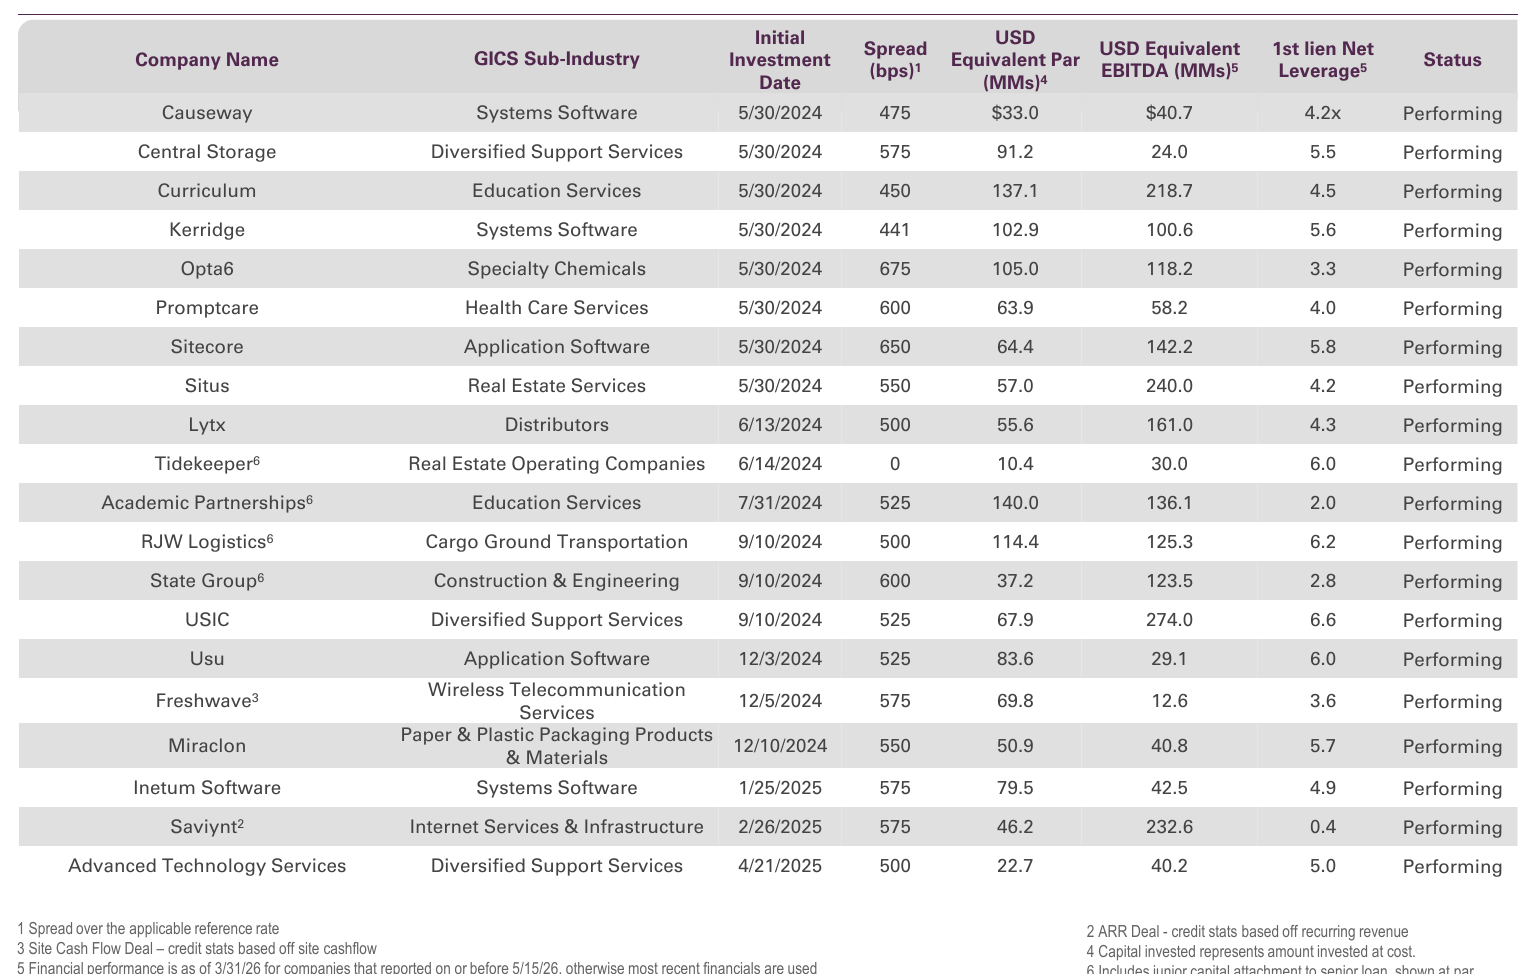 Company Name GICS Sub-Industry Initial Investment Date Spread (bps)¹ USD Equivalent Par (MMs)⁴ USD Equivalent EBITDA (MMs)⁵ 1st lien Net Leverage⁵ Status
Causeway Systems Software 5/30/2024 475 $33.0 $40.7 4.2x Performing
Central Storage Diversified Support Services 5/30/2024 575 91.2 24.0 5.5 Performing
Curriculum Education Services 5/30/2024 450 137.1 218.7 4.5 Performing
Kerridge Systems Software 5/30/2024 441 102.9 100.6 5.6 Performing
Opta6 Specialty Chemicals 5/30/2024 675 105.0 118.2 3.3 Performing
Promptcare Health Care Services 5/30/2024 600 63.9 58.2 4.0 Performing
Sitecore Application Software 5/30/2024 650 64.4 142.2 5.8 Performing
Situs Real Estate Services 5/30/2024 550 57.0 240.0 4.2 Performing
Lytx Distributors 6/13/2024 500 55.6 161.0 4.3 Performing
Tidekeeper⁶ Real Estate Operating Companies 6/14/2024 0 10.4 30.0 6.0 Performing
Academic Partnerships⁶ Education Services 7/31/2024 525 140.0 136.1 2.0 Performing
RJW Logistics⁶ Cargo Ground Transportation 9/10/2024 500 114.4 125.3 6.2 Performing
State Group⁶ Construction & Engineering 9/10/2024 600 37.2 123.5 2.8 Performing
USIC Diversified Support Services 9/10/2024 525 67.9 274.0 6.6 Performing
Usu Application Software 12/3/2024 525 83.6 29.1 6.0 Performing
Freshwave³ Wireless Telecommunication Services 12/5/2024 575 69.8 12.6 3.6 Performing
Miraclon Paper & Plastic Packaging Products & Materials 12/10/2024 550 50.9 40.8 5.7 Performing
Inetum Software Systems Software 1/25/2025 575 79.5 42.5 4.9 Performing
Saviynt² Internet Services & Infrastructure 2/26/2025 575 46.2 232.6 0.4 Performing
Advanced Technology Services Diversified Support Services 4/21/2025 500 22.7 40.2 5.0 Performing
1 Spread over the applicable reference rate
2 ARR Deal - credit stats based off recurring revenue
3 Site Cash Flow Deal – credit stats based off site cashflow
4 Capital invested represents amount invested at cost.
5 Financial performance is as of 3/31/26 for companies that reported on or before 5/15/26, otherwise most recent financials are used
6 Includes junior capital attachment to senior loan, shown at par